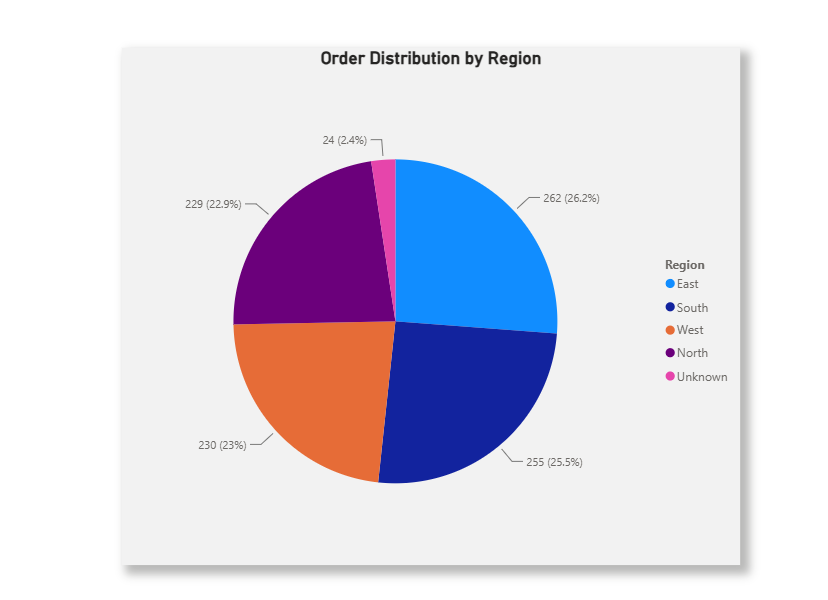 Order Distribution by Region
24 (2.4%)
262 (26.2%)
229 (22.9%)
230 (23%)
255 (25.5%)
Region
East
South
West
North
Unknown